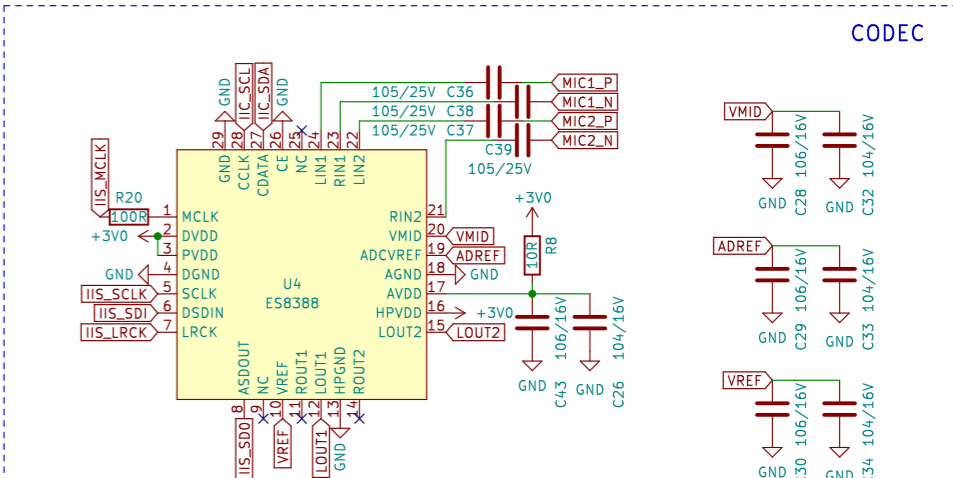 CODEC
IIS_MCLK
R20
100R
+3V0
GND
IIS_SCLK
IIS_SDI
IIS_LRCK
GND
IIC_SCL
IIC_SDA
GND
29
28
27
26
25
24
23
22
GND
CCLK
CDATA
CE
NC
LIN1
RIN1
LIN2
1 MCLK
2 DVDD
3 PVDD
4 DGND
5 SCLK
6 DSDIN
7 LRCK
U4
ES8388
RIN2 21
VMID 20
ADCVREF 19
AGND 18
AVDD 17
HPVDD 16
LOUT2 15
ASDOUT
NC
VREF
ROUT1
LOUT1
HPGND
ROUT2
8
9
10
11
12
13
14
IIS_SDO
VREF
LOUT1
GND
105/25V C36
105/25V C38
105/25V C37
C39
105/25V
MIC1_P
MIC1_N
MIC2_P
MIC2_N
VMID
ADREF
GND
+3V0
LOUT2
+3V0
10R
R8
106/16V
C43
GND
104/16V
C26
GND
VMID
C28 106/16V
GND
C32 104/16V
GND
ADREF
C29 106/16V
GND
C33 104/16V
GND
VREF
C30 106/16V
GND
C34 104/16V
GND